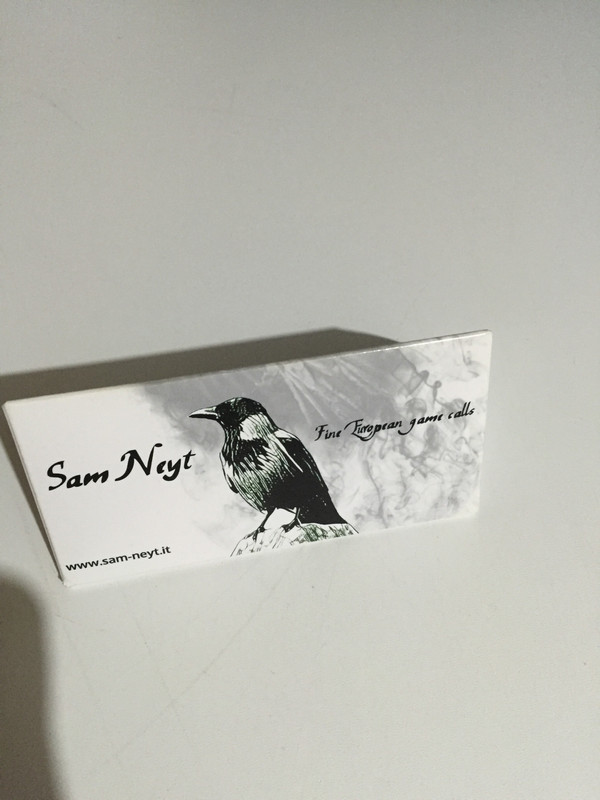 Sam Neyt
Fine European game calls
www.sam-neyt.it